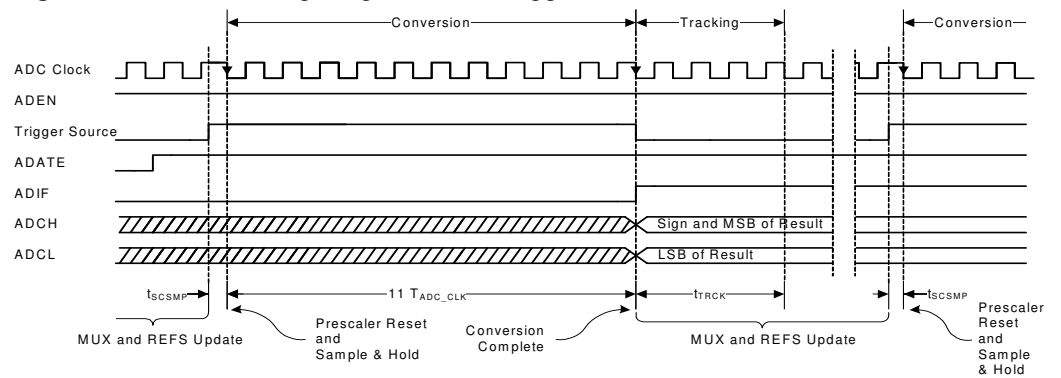 Conversion
Tracking
Conversion
ADC Clock
ADEN
Trigger Source
ADATE
ADIF
ADCH
Sign and MSB of Result
ADCL
LSB of Result
tSCSMP
11 TADC_CLK
tTRCK
tSCSMP
MUX and REFS Update
Prescaler Reset
and
Sample & Hold
Conversion
Complete
MUX and REFS Update
Prescaler
Reset
and
Sample
& Hold